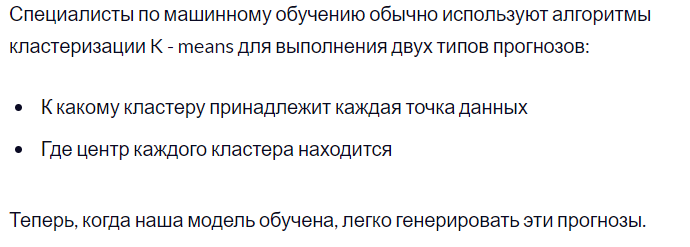 Специалисты по машинному обучению обычно используют алгоритмы
кластеризации K - means для выполнения двух типов прогнозов:
• К какому кластеру принадлежит каждая точка данных
• Где центр каждого кластера находится
Теперь, когда наша модель обучена, легко генерировать эти прогнозы.